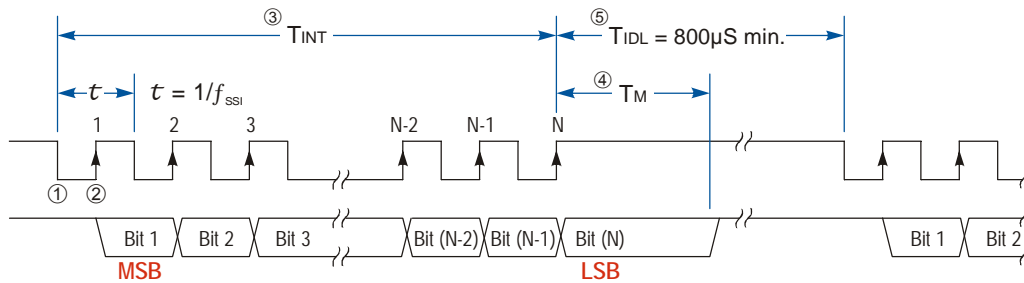 ③ TINT
⑤ TIDL = 800µS min.
t t = 1/fSSI
④ TM
1 2 3 N-2 N-1 N
① ②
Bit 1 Bit 2 Bit 3 Bit (N-2) Bit (N-1) Bit (N) Bit 1 Bit 2
MSB LSB